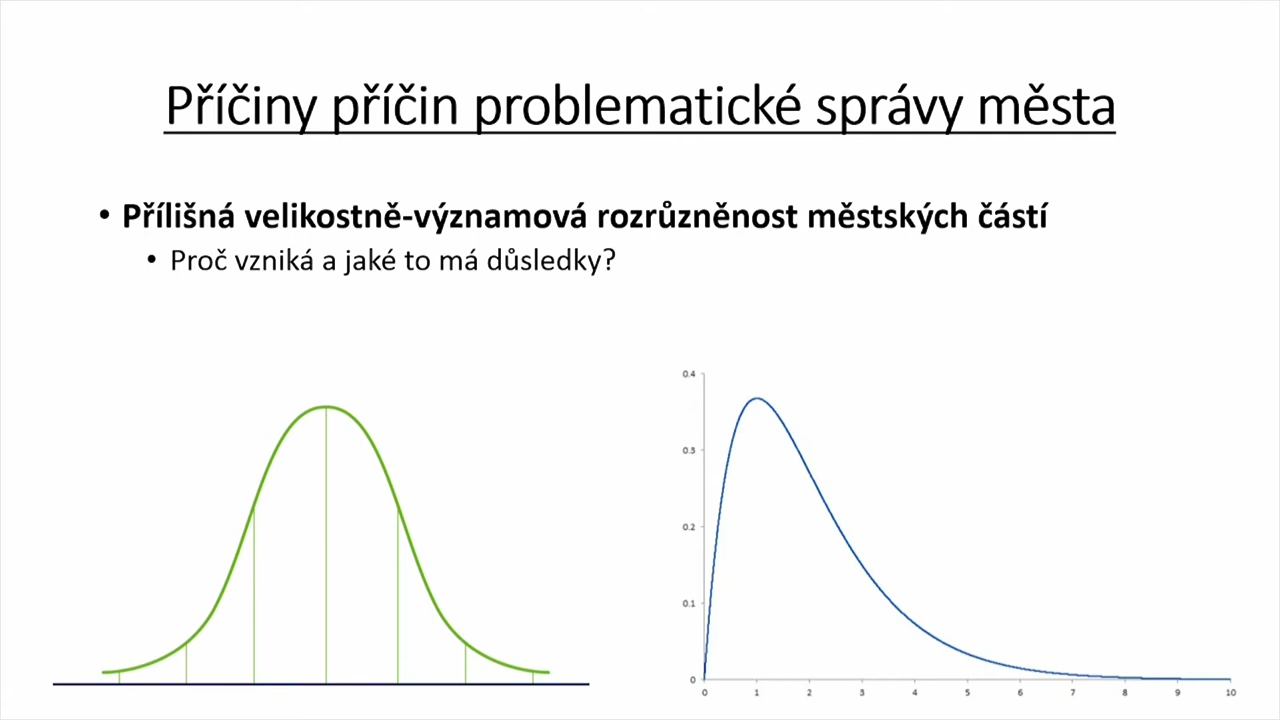 Příčiny příčin problematické správy města
• Přílišná velikostně-významová rozrůzněnost městských částí
• Proč vzniká a jaké to má důsledky?
0.4
0.3
0.2
0.1
0
0 1 2 3 4 5 6 7 8 9 10